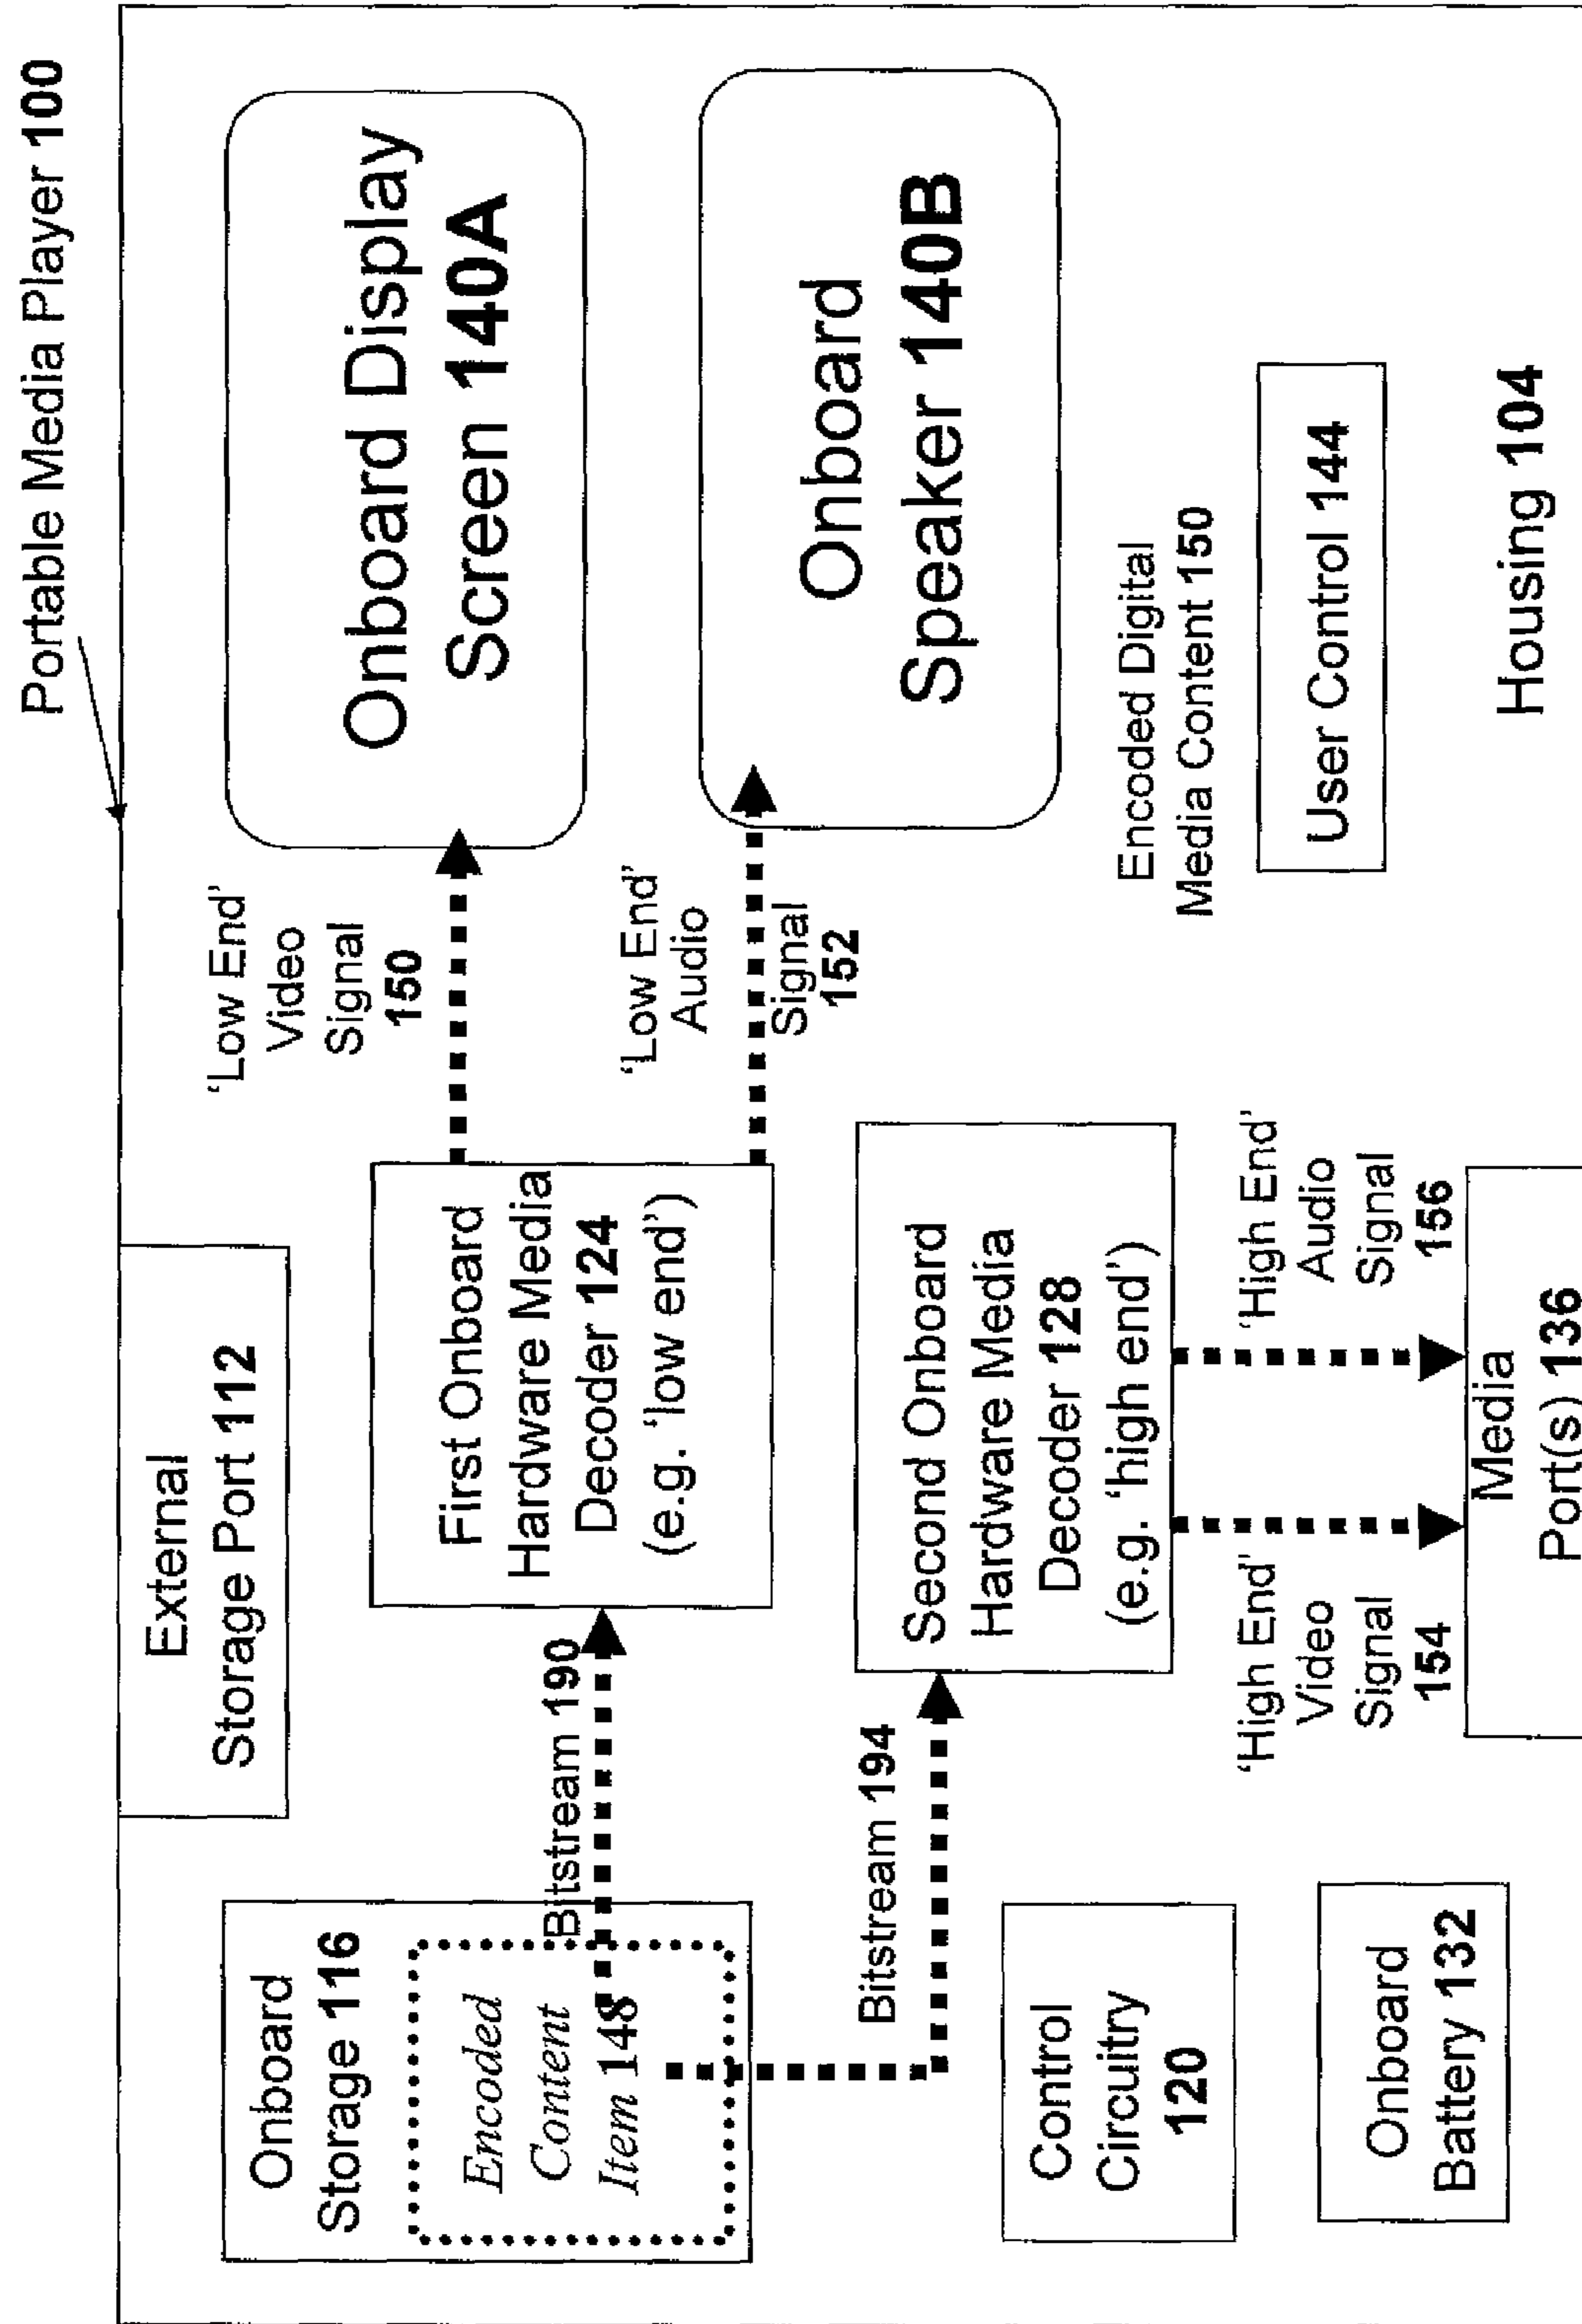 Portable Media Player 100
External
Storage Port 112
Onboard
Storage 116
Encoded
Content
Item 148
Bitstream 190
First Onboard
Hardware Media
Decoder 124
(e.g. 'low end')
'Low End'
Video
Signal
150
Onboard Display
Screen 140A
'Low End'
Audio
Signal
152
Onboard
Speaker 140B
Bitstream 194
Second Onboard
Hardware Media
Decoder 128
(e.g. 'high end')
Encoded Digital
Media Content 150
Control
Circuitry
120
'High End'
Video
Signal
154
'High End'
Audio
Signal
156
User Control 144
Onboard
Battery 132
Media
Port(s) 136
Housing 104